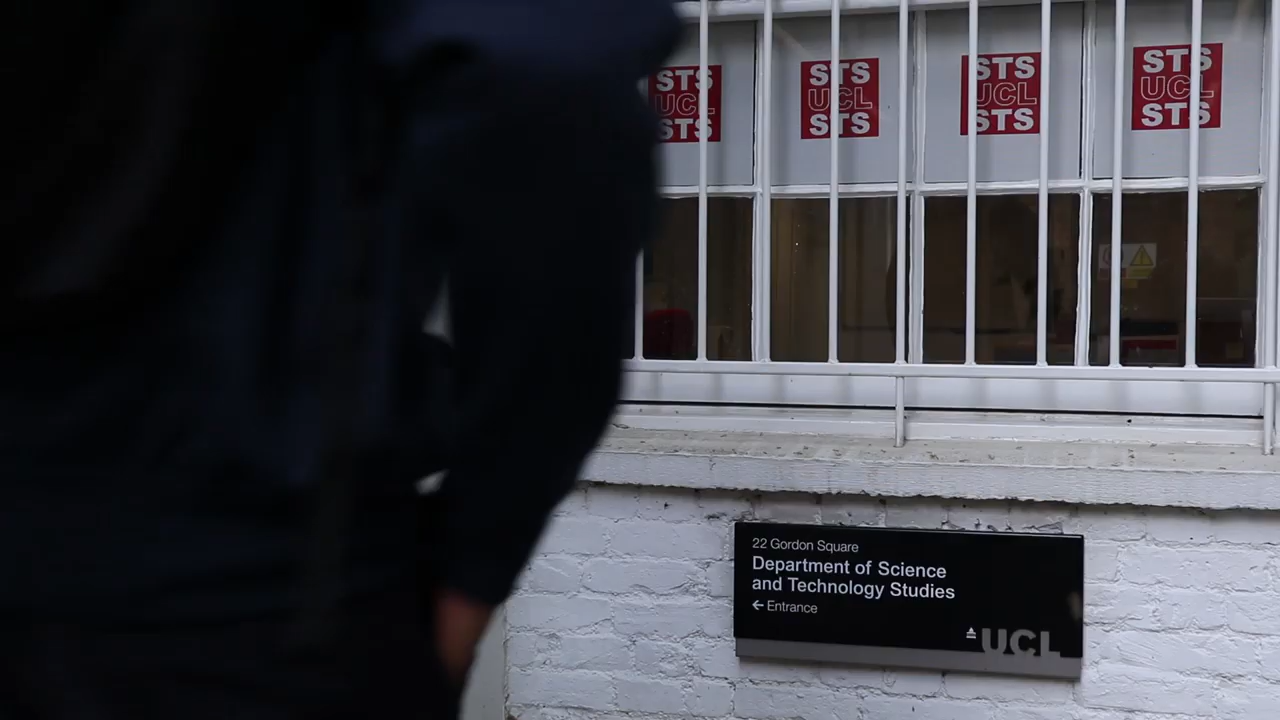 STS
UCL
STS
STS
UCL
STS
STS
UCL
STS
STS
UCL
STS
22 Gordon Square
Department of Science
and Technology Studies
← Entrance
UCL